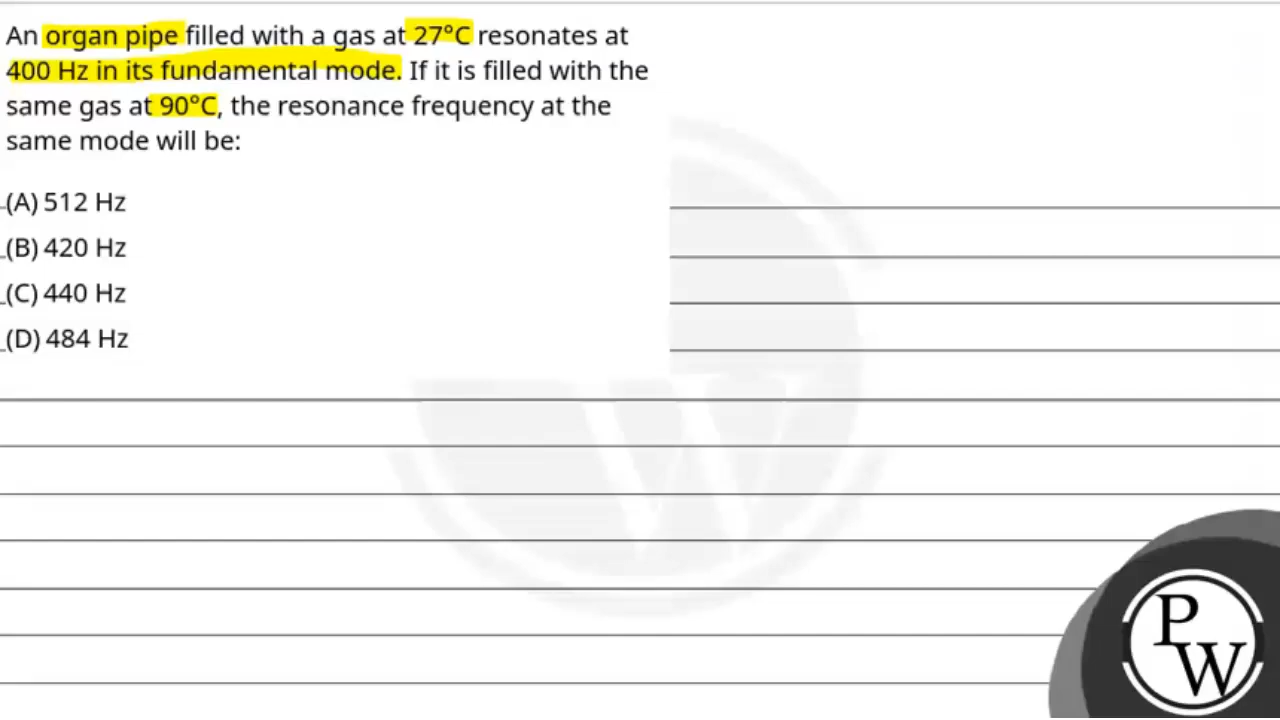 An organ pipe filled with a gas at 27°C resonates at
400 Hz in its fundamental mode. If it is filled with the
same gas at 90°C, the resonance frequency at the
same mode will be:
(A) 512 Hz
(B) 420 Hz
(C) 440 Hz
(D) 484 Hz
W
P
W